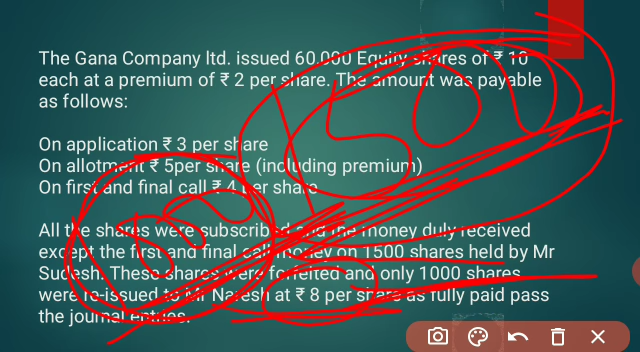 The Gana Company ltd. issued 60.000 Equity shares of ₹ 10
each at a premium of ₹ 2 per share. The amount was payable
as follows:
On application ₹ 3 per share
On allotment ₹ 5per share (including premium)
On first and final call ₹ 4 per share
All the shares were subscribed and the money duly received
except the first and final call money on 1500 shares held by Mr
Sudesh. These shares were forfeited and only 1000 shares
were re-issued to Mr Naresh at ₹ 8 per share as fully paid pass
the journal entries.